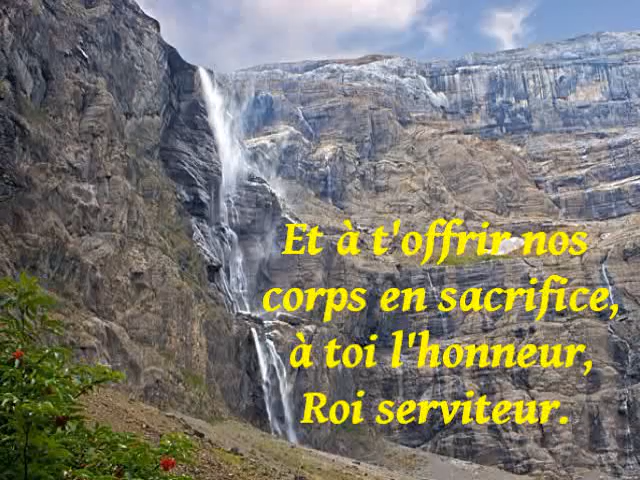 Et à t'offrir nos
corps en sacrifice,
à toi l'honneur,
Roi serviteur.